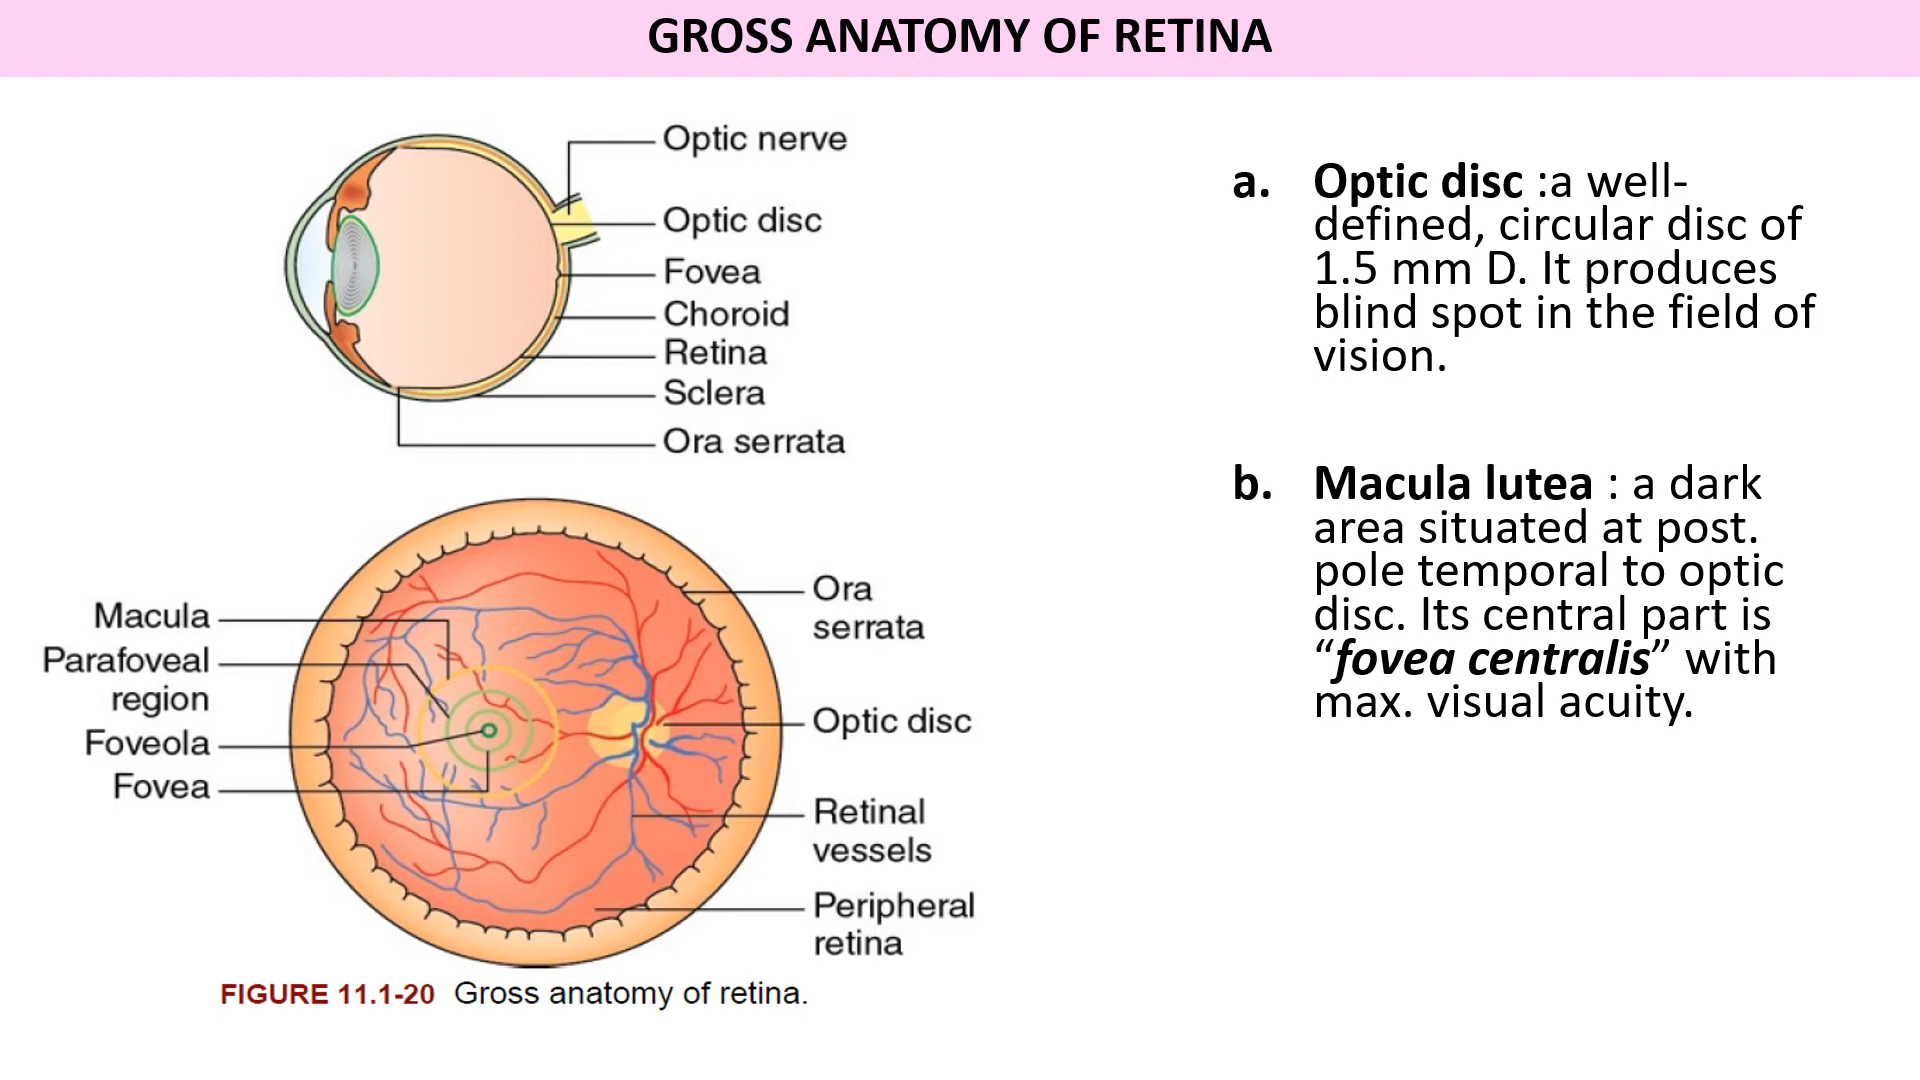 GROSS ANATOMY OF RETINA
Optic nerve
Optic disc
Fovea
Choroid
Retina
Sclera
Ora serrata
Macula
Parafoveal
region
Foveola
Fovea
Ora
serrata
Optic disc
Retinal
vessels
Peripheral
retina
FIGURE 11.1-20 Gross anatomy of retina.
a. Optic disc :a well-
defined, circular disc of
1.5 mm D. It produces
blind spot in the field of
vision.
b. Macula lutea : a dark
area situated at post.
pole temporal to optic
disc. Its central part is
“fovea centralis” with
max. visual acuity.